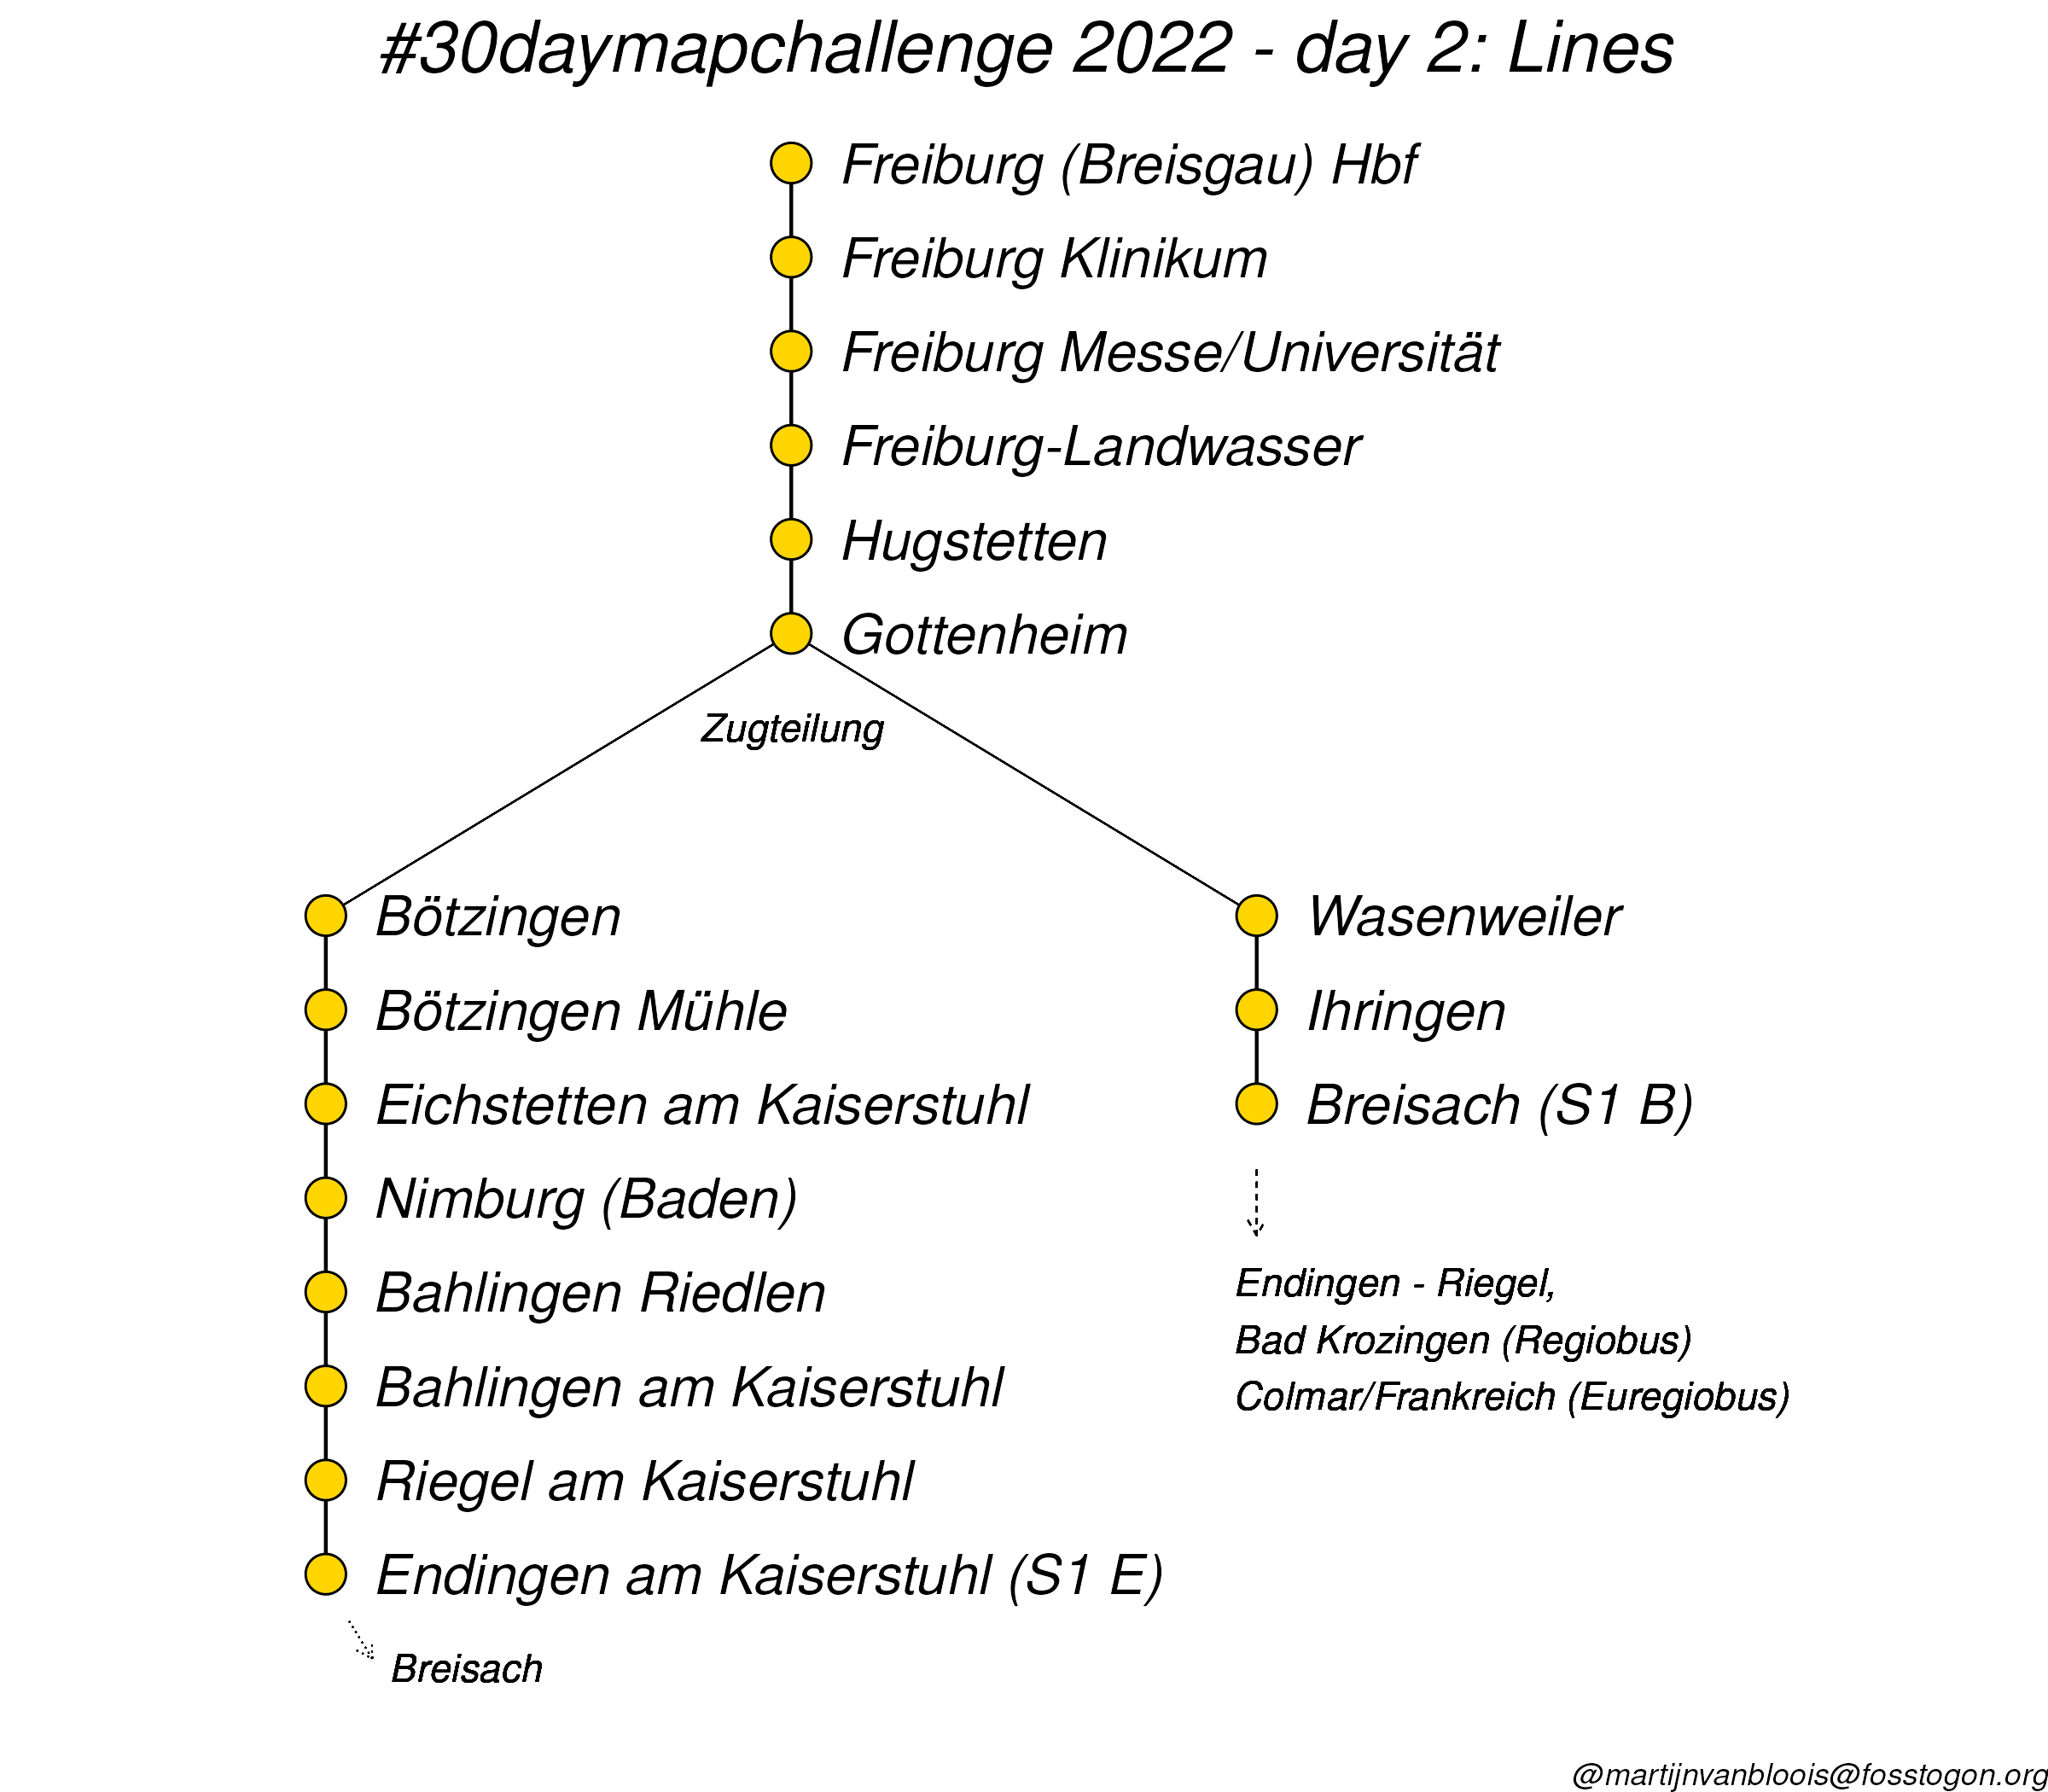 #30daymapchallenge 2022 - day 2: Lines
Freiburg (Breisgau) Hbf
Freiburg Klinikum
Freiburg Messe/Universität
Freiburg-Landwasser
Hugstetten
Gottenheim
Zugteilung
Bötzingen
Bötzingen Mühle
Eichstetten am Kaiserstuhl
Nimburg (Baden)
Bahlingen Riedlen
Bahlingen am Kaiserstuhl
Riegel am Kaiserstuhl
Endingen am Kaiserstuhl (S1 E)
Breisach
Wasenweiler
Ihringen
Breisach (S1 B)
Endingen - Riegel,
Bad Krozingen (Regiobus)
Colmar/Frankreich (Euregiobus)
@martijnvanbloois@fosstogon.org